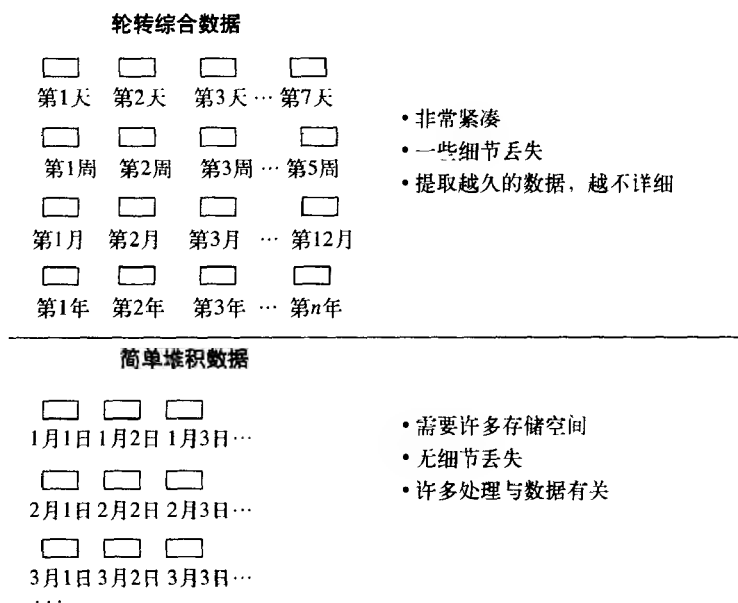 轮转综合数据
第1天 第2天 第3天 … 第7天
第1周 第2周 第3周 … 第5周
第1月 第2月 第3月 … 第12月
第1年 第2年 第3年 … 第n年
• 非常紧凑
• 一些细节丢失
• 提取越久的数据，越不详细
简单堆积数据
1月1日 1月2日 1月3日 …
2月1日 2月2日 2月3日 …
3月1日 3月2日 3月3日 …
…
• 需要许多存储空间
• 无细节丢失
• 许多处理与数据有关